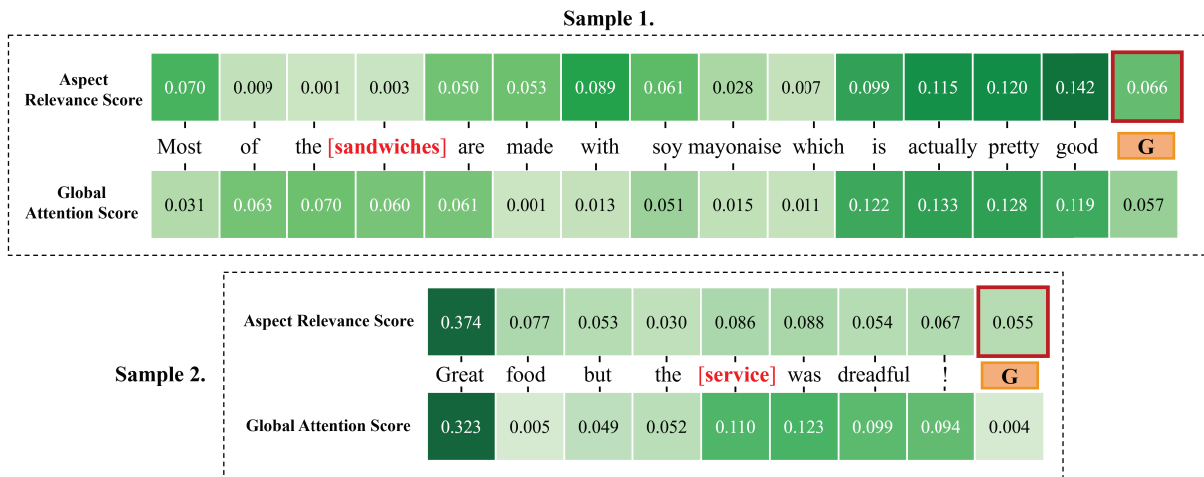 Sample 1.
Aspect Relevance Score 0.070 0.009 0.001 0.003 0.050 0.053 0.089 0.061 0.028 0.007 0.099 0.115 0.120 0.142 0.066
Most of the [sandwiches] are made with soy mayonaise which is actually pretty good G
Global Attention Score 0.031 0.063 0.070 0.060 0.061 0.001 0.013 0.051 0.015 0.011 0.122 0.133 0.128 0.119 0.057
Sample 2.
Aspect Relevance Score 0.374 0.077 0.053 0.030 0.086 0.088 0.054 0.067 0.055
Great food but the [service] was dreadful ! G
Global Attention Score 0.323 0.005 0.049 0.052 0.110 0.123 0.099 0.094 0.004